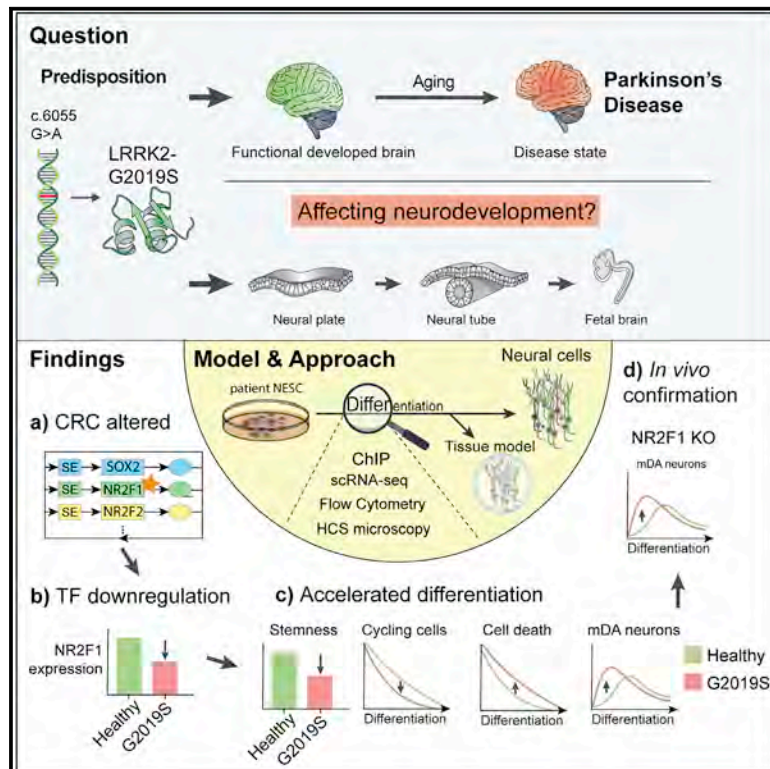 Question
Predisposition
c.6055
G>A
LRRK2-
G2019S
Functional developed brain
Aging
Disease state
Parkinson's
Disease
Affecting neurodevelopment?
Neural plate
Neural tube
Fetal brain
Findings
Model & Approach
patient NESC
Differentiation
Neural cells
Tissue model
ChIP
scRNA-seq
Flow Cytometry
HCS microscopy
a) CRC altered
SE SOX2
SE NR2F1
SE NR2F2
b) TF downregulation
NR2F1
expression
Healthy
G2019S
c) Accelerated differentiation
Stemness
Healthy
G2019S
Cycling cells
Differentiation
Cell death
Differentiation
mDA neurons
Differentiation
Healthy
G2019S
d) In vivo
confirmation
NR2F1 KO
mDA neurons
Differentiation